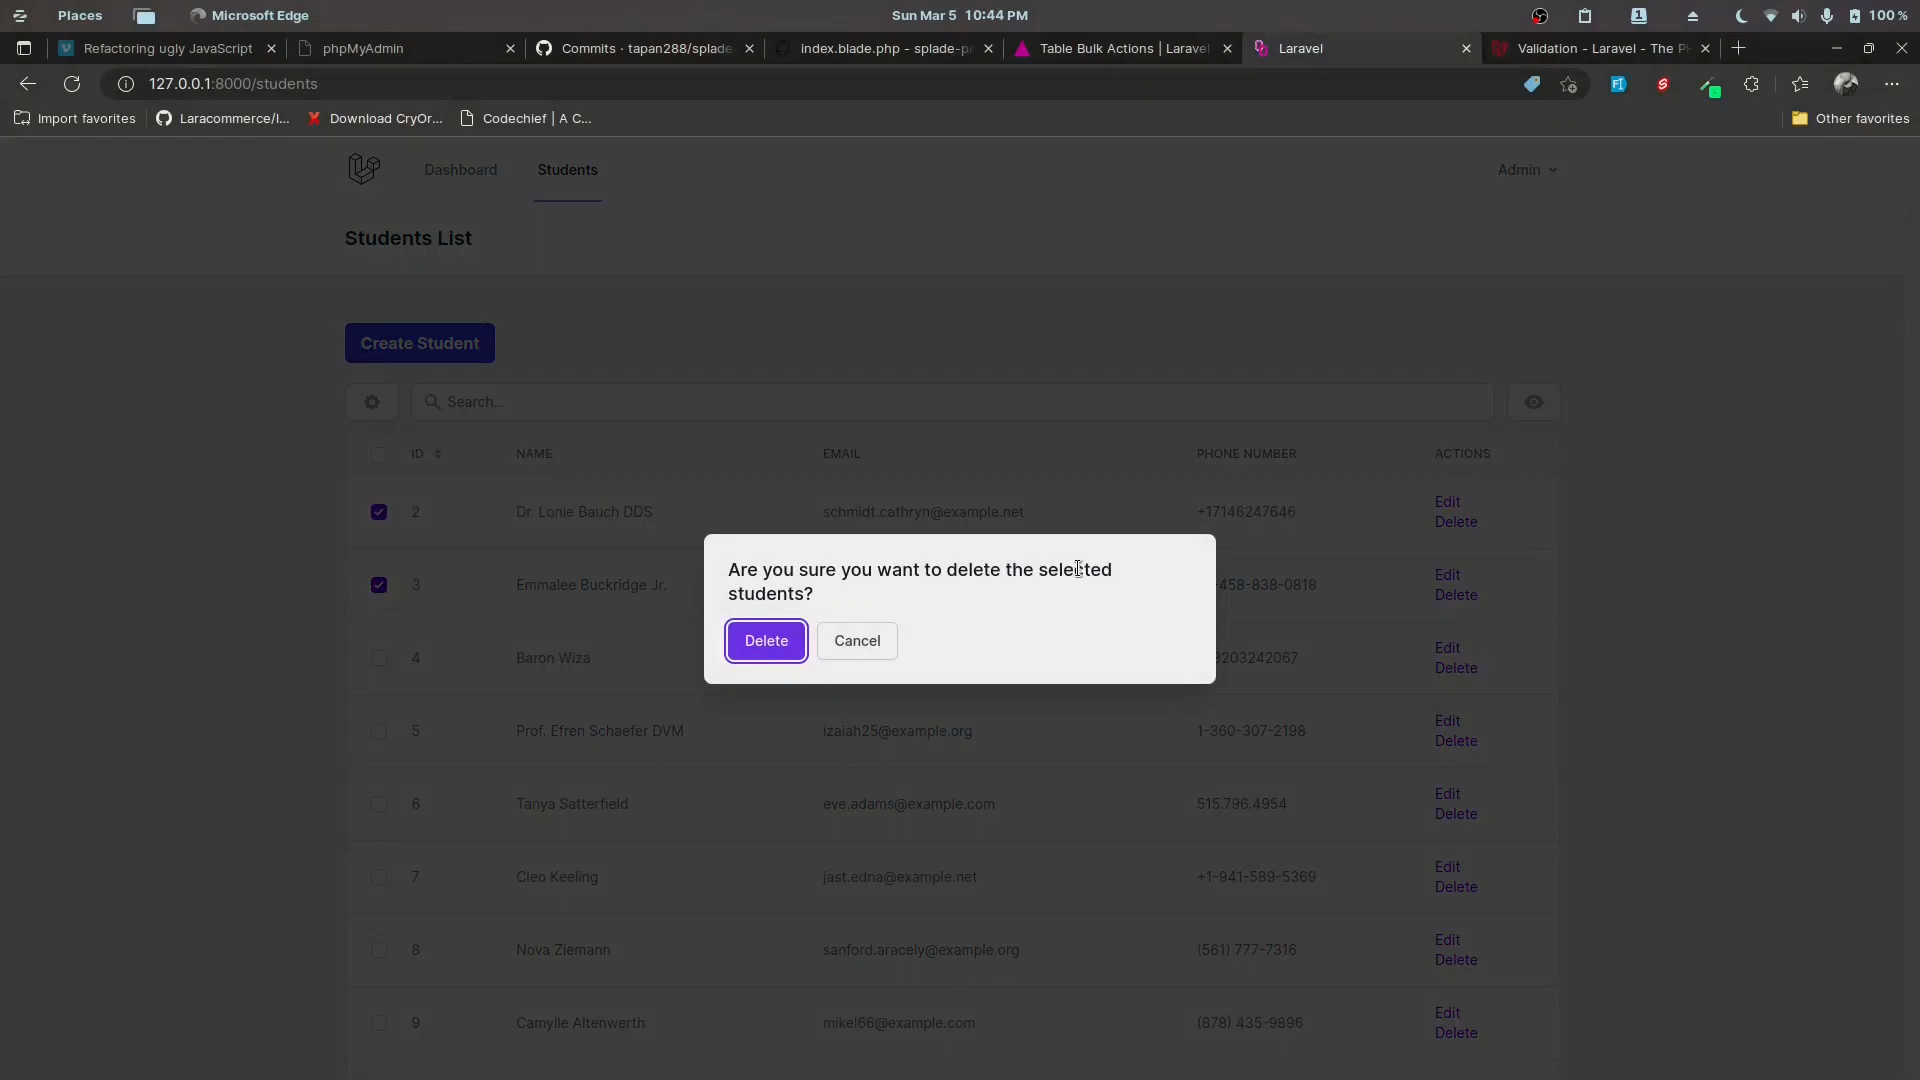 Places
Microsoft Edge
Sun Mar 5 10:44 PM
1
100 %
Refactoring ugly JavaScript
phpMyAdmin
Commits · tapan288/splade
index.blade.php - splade-p
Table Bulk Actions | Laravel
Laravel
Validation - Laravel - The P
127.0.0.1:8000/students
Import favorites
Laracommerce/l...
Download CryOr...
Codechief | A C...
Other favorites
Dashboard
Students
Admin
Students List
Create Student
Search...
ID
NAME
EMAIL
PHONE NUMBER
ACTIONS
2
Dr. Lonie Bauch DDS
schmidt.cathryn@example.net
+17146247646
Edit
Delete
3
Emmalee Buckridge Jr.
-458-838-0818
Edit
Delete
Are you sure you want to delete the selected
students?
Delete
Cancel
4
Baron Wiza
3203242067
Edit
Delete
5
Prof. Efren Schaefer DVM
izaiah25@example.org
1-360-307-2198
Edit
Delete
6
Tanya Satterfield
eve.adams@example.com
515.796.4954
Edit
Delete
7
Cleo Keeling
jast.edna@example.net
+1-941-589-5369
Edit
Delete
8
Nova Ziemann
sanford.aracely@example.org
(561) 777-7316
Edit
Delete
9
Camylle Altenwerth
mikel66@example.com
(878) 435-9896
Edit
Delete